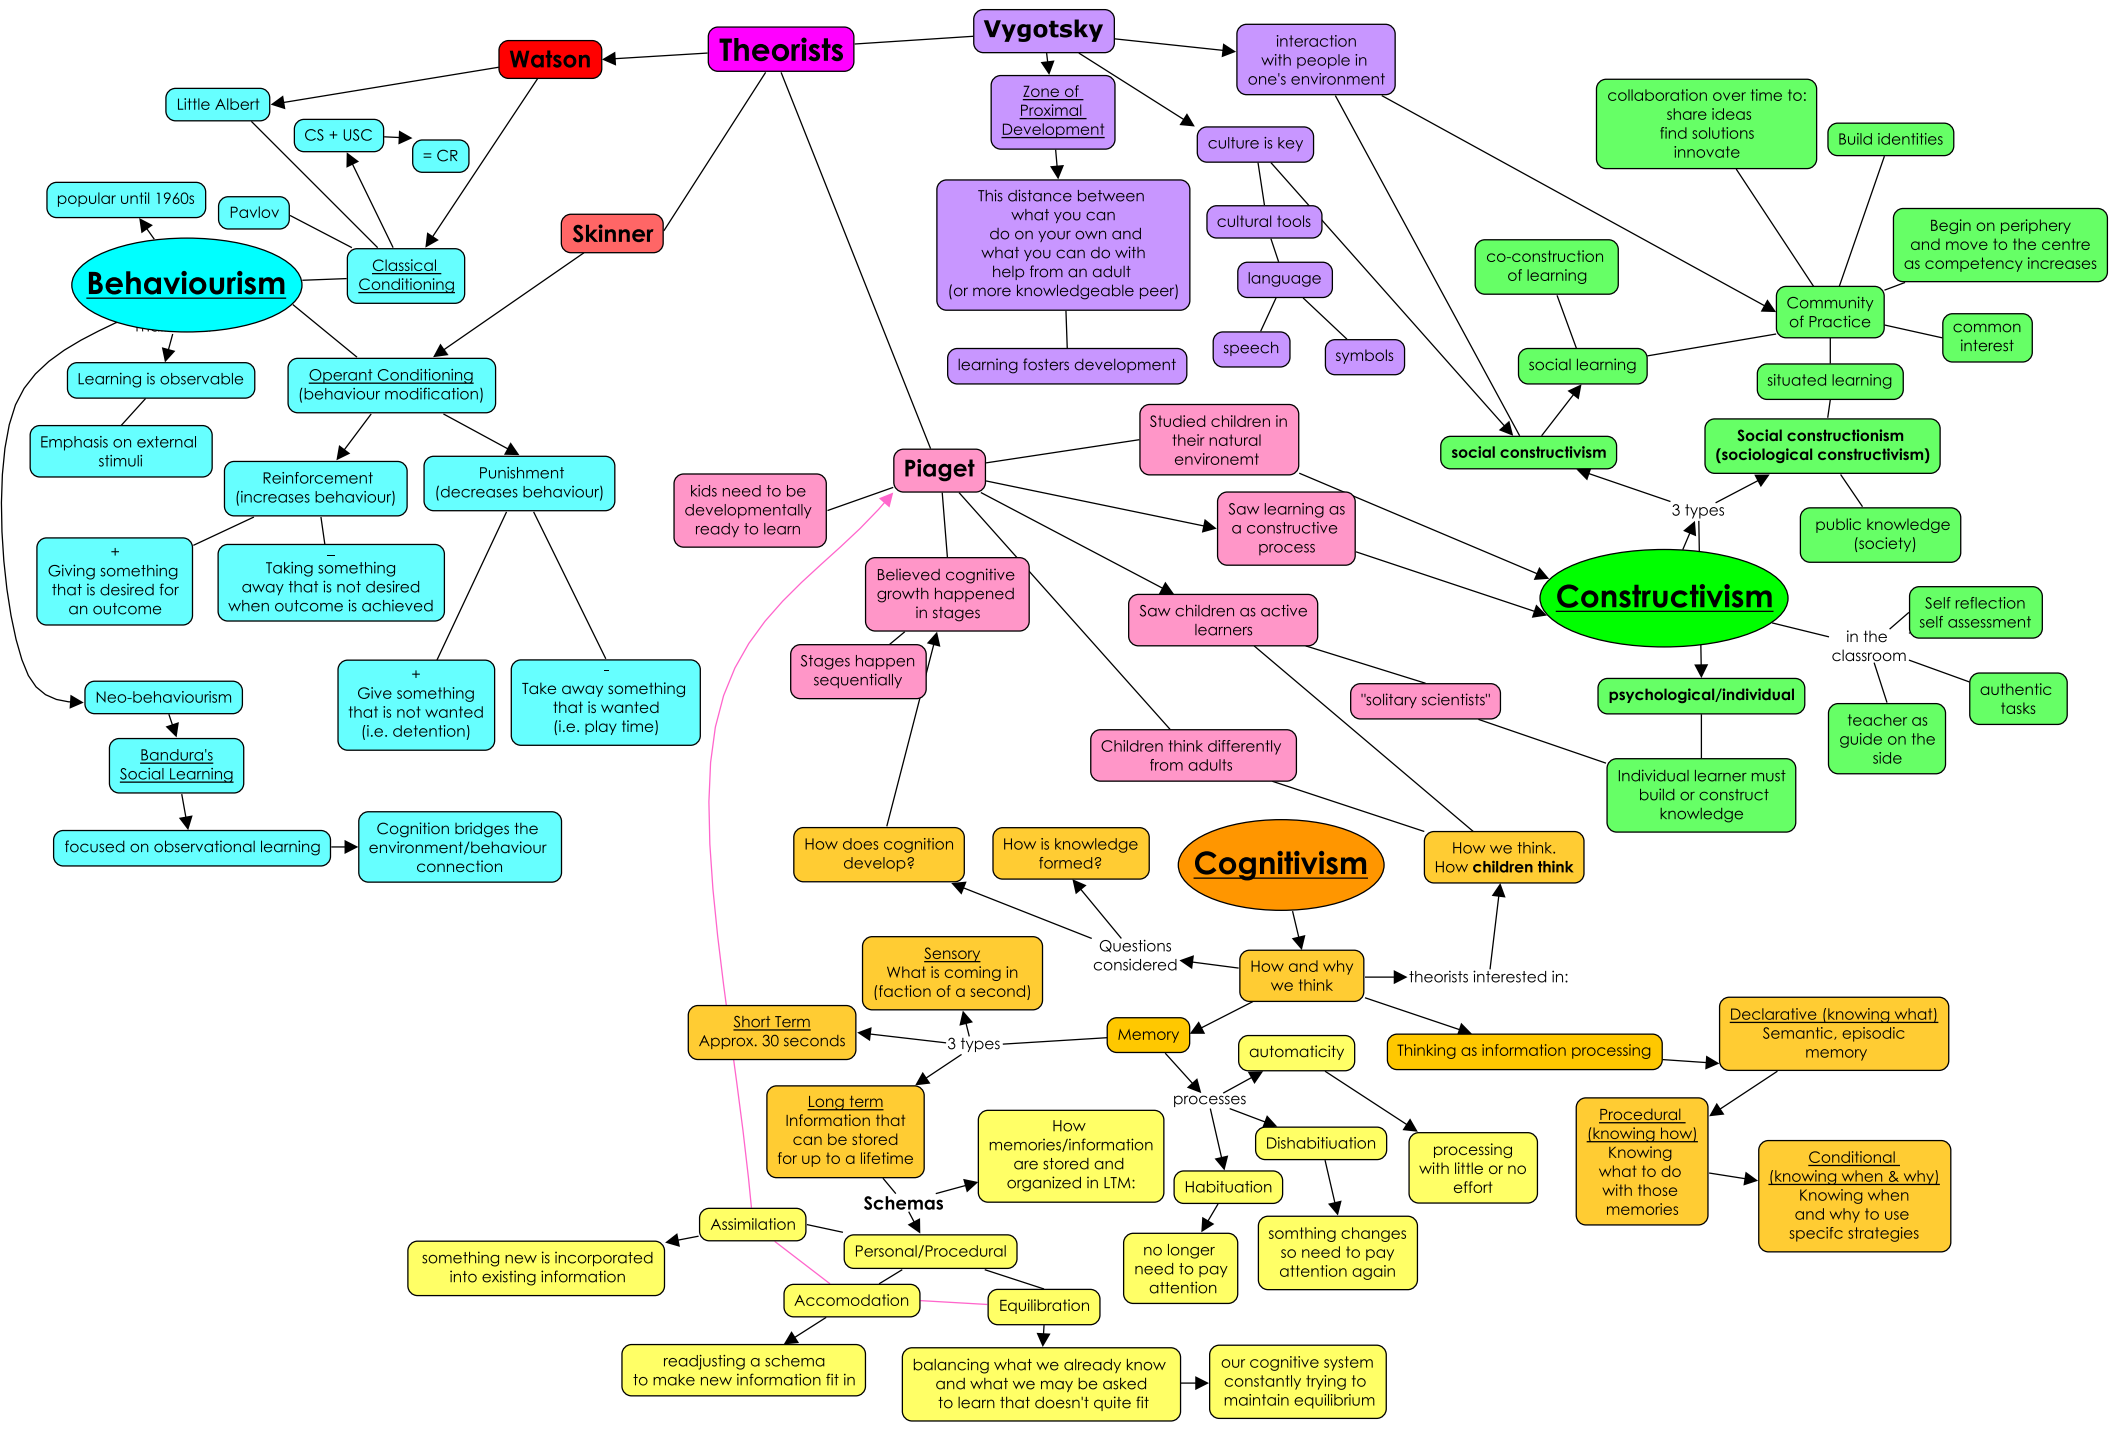 Theorists
Watson
Little Albert
CS + USC
= CR
Pavlov
popular until 1960s
Behaviourism
Classical
Conditioning
Skinner
Learning is observable
Emphasis on external
stimuli
Operant Conditioning
(behaviour modification)
Reinforcement
(increases behaviour)
Punishment
(decreases behaviour)
+
Giving something
that is desired for
an outcome
–
Taking something
away that is not desired
when outcome is achieved
+
Give something
that is not wanted
(i.e. detention)
–
Take away something
that is wanted
(i.e. play time)
Neo-behaviourism
Bandura's
Social Learning
focused on observational learning
Cognition bridges the
environment/behaviour
connection
Vygotsky
Zone of
Proximal
Development
This distance between
what you can
do on your own and
what you can do with
help from an adult
(or more knowledgeable peer)
learning fosters development
culture is key
cultural tools
language
speech
symbols
interaction
with people in
one's environment
collaboration over time to:
share ideas
find solutions
innovate
Build identities
Begin on periphery
and move to the centre
as competency increases
Community
of Practice
common
interest
co-construction
of learning
social learning
situated learning
social constructivism
Social constructionism
(sociological constructivism)
3 types
public knowledge
(society)
Constructivism
in the
classroom
Self reflection
self assessment
authentic
tasks
teacher as
guide on the
side
psychological/individual
Individual learner must
build or construct
knowledge
Piaget
kids need to be
developmentally
ready to learn
Studied children in
their natural
environemt
Saw learning as
a constructive
process
Believed cognitive
growth happened
in stages
Stages happen
sequentially
Saw children as active
learners
"solitary scientists"
Children think differently
from adults
How does cognition
develop?
How is knowledge
formed?
Cognitivism
How we think.
How children think
Questions
considered
How and why
we think
theorists interested in:
Sensory
What is coming in
(faction of a second)
Short Term
Approx. 30 seconds
3 types
Memory
Long term
Information that
can be stored
for up to a lifetime
Thinking as information processing
Declarative (knowing what)
Semantic, episodic
memory
Procedural
(knowing how)
Knowing
what to do
with those
memories
Conditional
(knowing when & why)
Knowing when
and why to use
specifc strategies
processes
automaticity
processing
with little or no
effort
Dishabitiuation
somthing changes
so need to pay
attention again
Habituation
no longer
need to pay
attention
Schemas
How
memories/information
are stored and
organized in LTM:
Personal/Procedural
Assimilation
something new is incorporated
into existing information
Accomodation
readjusting a schema
to make new information fit in
Equilibration
balancing what we already know
and what we may be asked
to learn that doesn't quite fit
our cognitive system
constantly trying to
maintain equilibrium